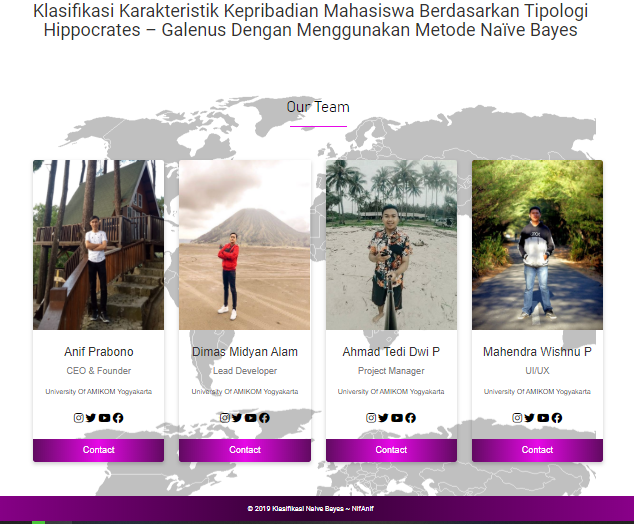 Klasifikasi Karakteristik Kepribadian Mahasiswa Berdasarkan Tipologi
Hippocrates – Galenus Dengan Menggunakan Metode Naïve Bayes
Our Team
Anif Prabono
CEO & Founder
University Of AMIKOM Yogyakarta
Contact
Dimas Midyan Alam
Lead Developer
University Of AMIKOM Yogyakarta
Contact
Ahmad Tedi Dwi P
Project Manager
University Of AMIKOM Yogyakarta
Contact
Mahendra Wishnu P
UI/UX
University Of AMIKOM Yogyakarta
Contact
© 2019 Klasifikasi Naive Bayes ~ NifAnif